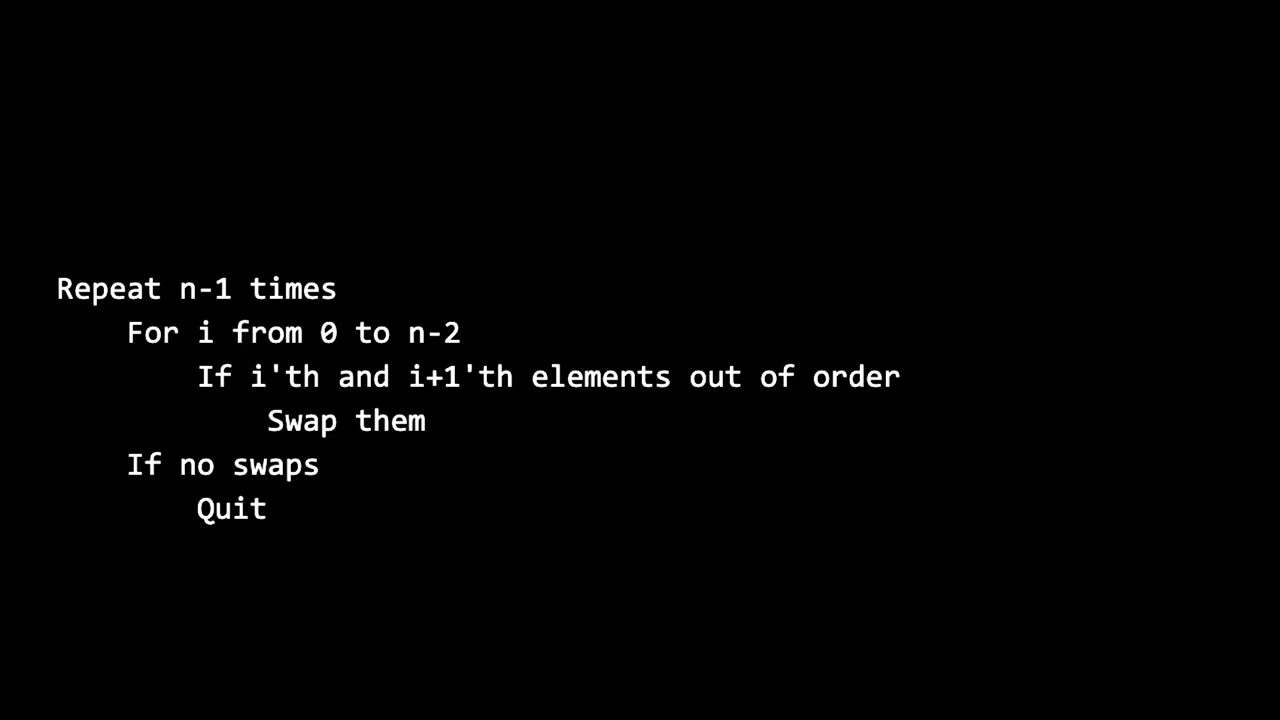 Repeat n-1 times
For i from 0 to n-2
If i'th and i+1'th elements out of order
Swap them
If no swaps
Quit